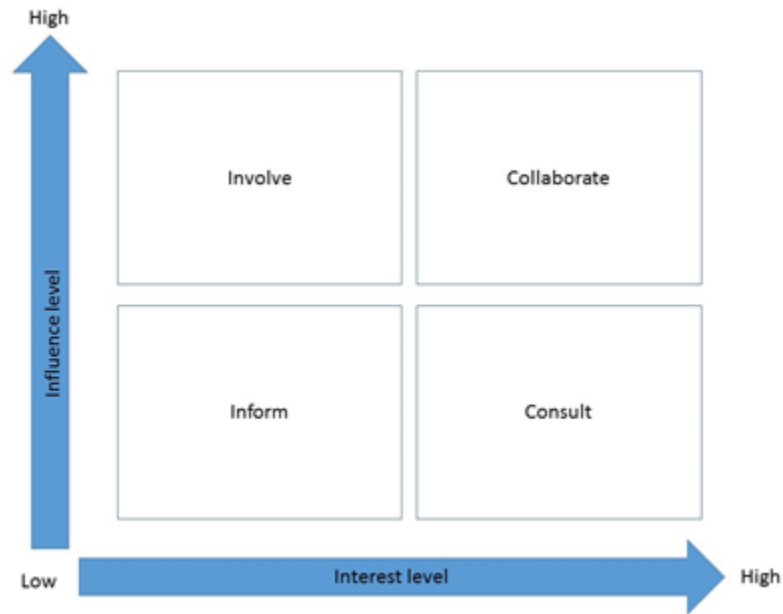 High
Involve
Collaborate
Influence level
Inform
Consult
Low
Interest level
High